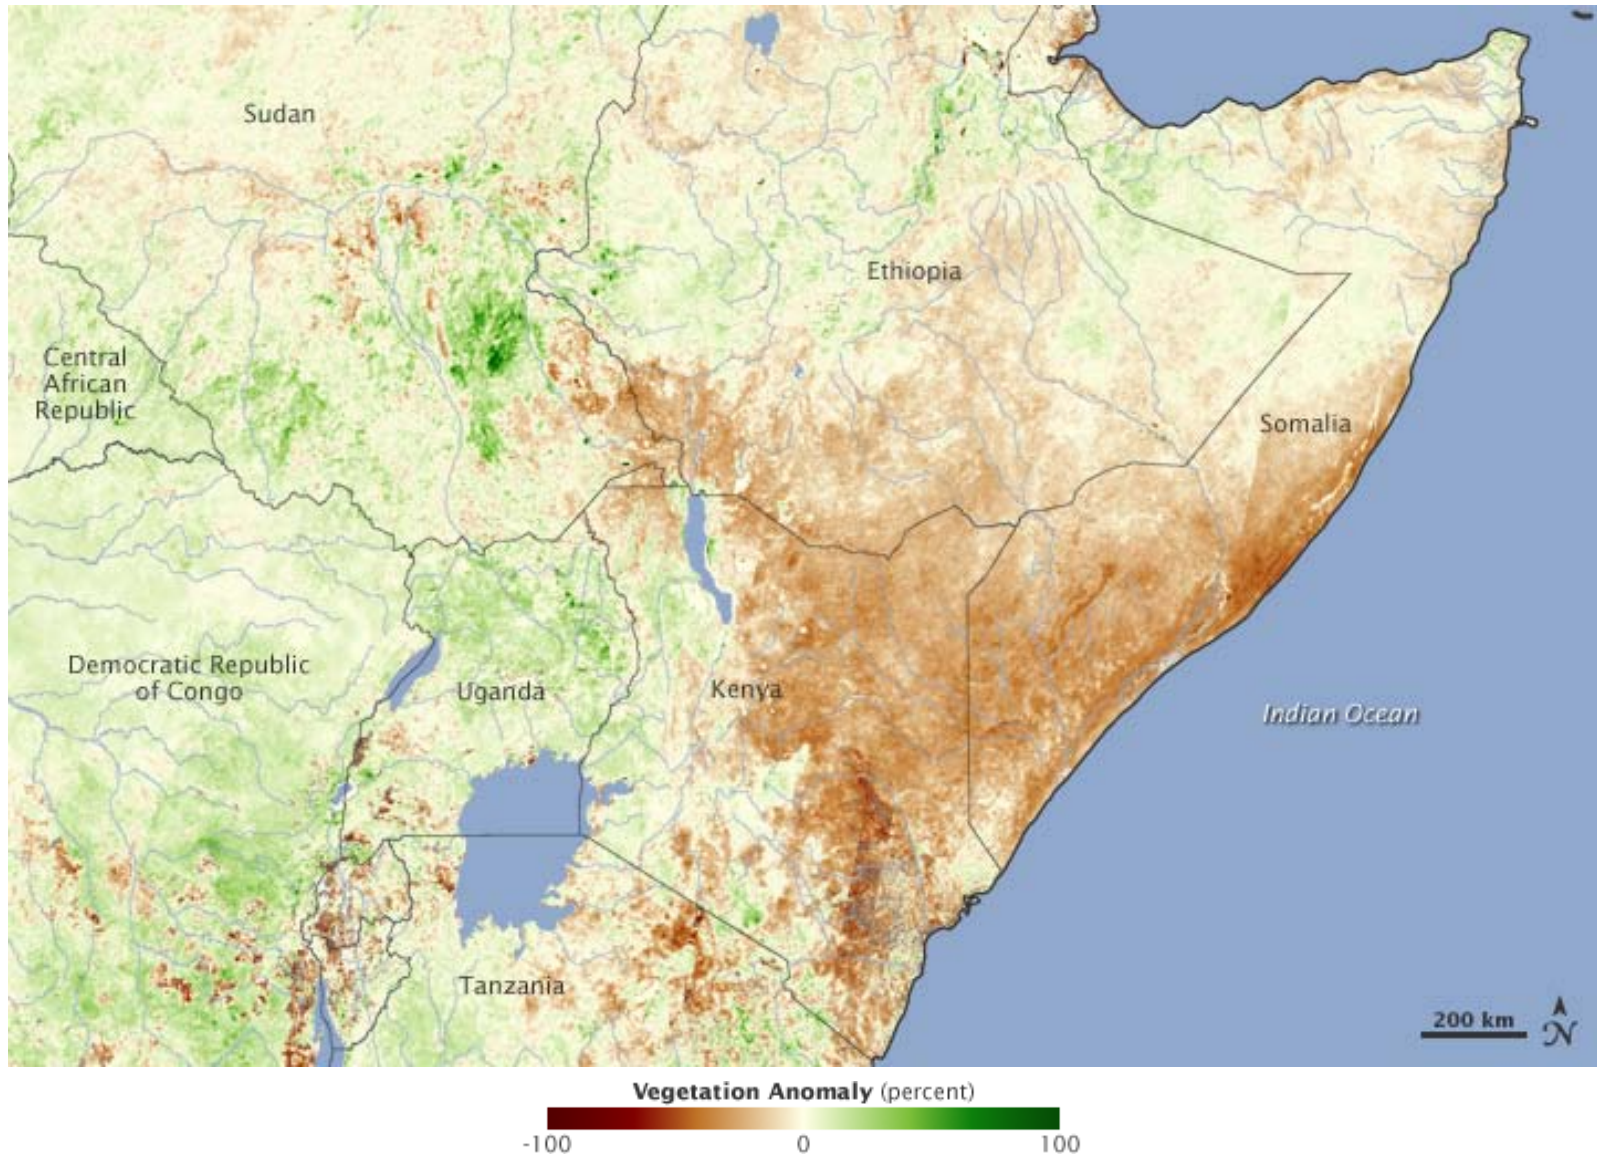 Sudan
Ethiopia
Central
African
Republic
Somalia
Democratic Republic
of Congo
Uganda
Kenya
Indian Ocean
Tanzania
200 km
N
Vegetation Anomaly (percent)
-100
0
100